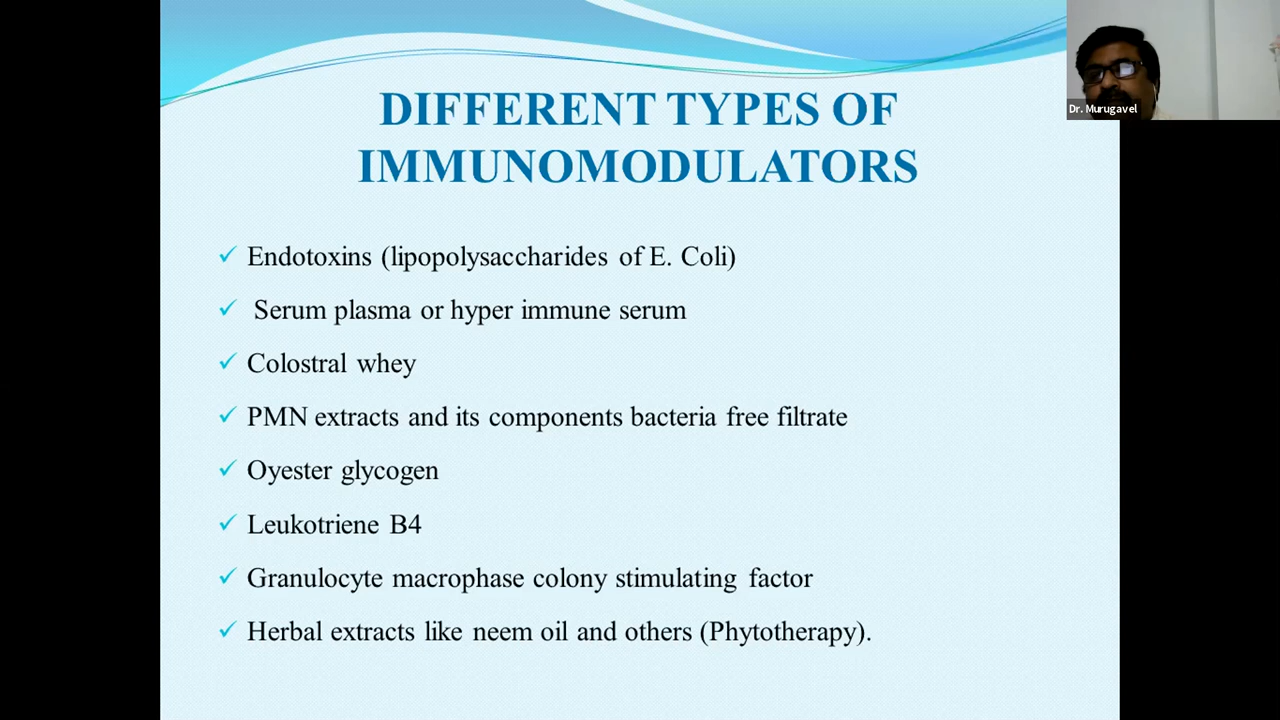 DIFFERENT TYPES OF
IMMUNOMODULATORS
Dr. Murugavel
✓ Endotoxins (lipopolysaccharides of E. Coli)
✓ Serum plasma or hyper immune serum
✓ Colostral whey
✓ PMN extracts and its components bacteria free filtrate
✓ Oyester glycogen
✓ Leukotriene B4
✓ Granulocyte macrophase colony stimulating factor
✓ Herbal extracts like neem oil and others (Phytotherapy).